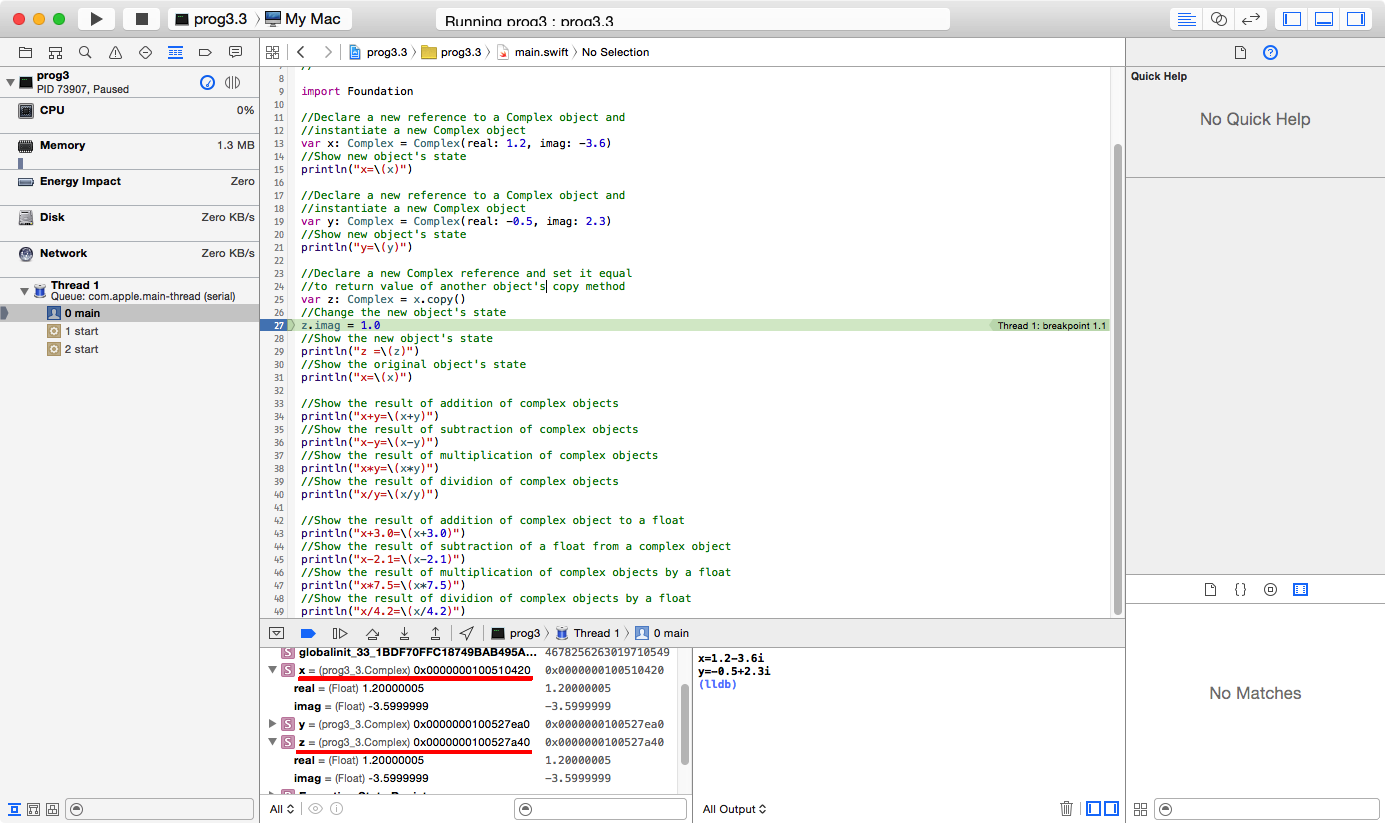 prog3.3 〉 My Mac
Running prog3 : prog3.3
prog3.3 〉 prog3.3 〉 main.swift 〉 No Selection
prog3
PID 73907, Paused
CPU 0%
Memory 1.3 MB
Energy Impact Zero
Disk Zero KB/s
Network Zero KB/s
Thread 1
Queue: com.apple.main-thread (serial)
0 main
1 start
2 start
//
8
9 import Foundation
10
11 //Declare a new reference to a Complex object and
12 //instantiate a new Complex object
13 var x: Complex = Complex(real: 1.2, imag: -3.6)
14 //Show new object's state
15 println("x=\(x)")
16
17 //Declare a new reference to a Complex object and
18 //instantiate a new Complex object
19 var y: Complex = Complex(real: -0.5, imag: 2.3)
20 //Show new object's state
21 println("y=\(y)")
22
23 //Declare a new Complex reference and set it equal
24 //to return value of another object's copy method
25 var z: Complex = x.copy()
26 //Change the new object's state
27 z.imag = 1.0 Thread 1: breakpoint 1.1
28 //Show the new object's state
29 println("z =\(z)")
30 //Show the original object's state
31 println("x=\(x)")
32
33 //Show the result of addition of complex objects
34 println("x+y=\(x+y)")
35 //Show the result of subtraction of complex objects
36 println("x-y=\(x-y)")
37 //Show the result of multiplication of complex objects
38 println("x*y=\(x*y)")
39 //Show the result of dividion of complex objects
40 println("x/y=\(x/y)")
41
42 //Show the result of addition of complex object to a float
43 println("x+3.0=\(x+3.0)")
44 //Show the result of subtraction of a float from a complex object
45 println("x-2.1=\(x-2.1)")
46 //Show the result of multiplication of complex objects by a float
47 println("x*7.5=\(x*7.5)")
48 //Show the result of dividion of complex objects by a float
49 println("x/4.2=\(x/4.2)")
prog3 〉 Thread 1 〉 0 main
S globalinit_33_1BDF70FFC18749BAB495A... 4678256263019710549
S x = (prog3_3.Complex) 0x0000000100510420 0x0000000100510420
real = (Float) 1.20000005 1.20000005
imag = (Float) -3.5999999 -3.5999999
S y = (prog3_3.Complex) 0x0000000100527ea0 0x0000000100527ea0
S z = (prog3_3.Complex) 0x0000000100527a40 0x0000000100527a40
real = (Float) 1.20000005 1.20000005
imag = (Float) -3.5999999 -3.5999999
All
x=1.2-3.6i
y=-0.5+2.3i
(lldb)
All Output
Quick Help
No Quick Help
{}
No Matches